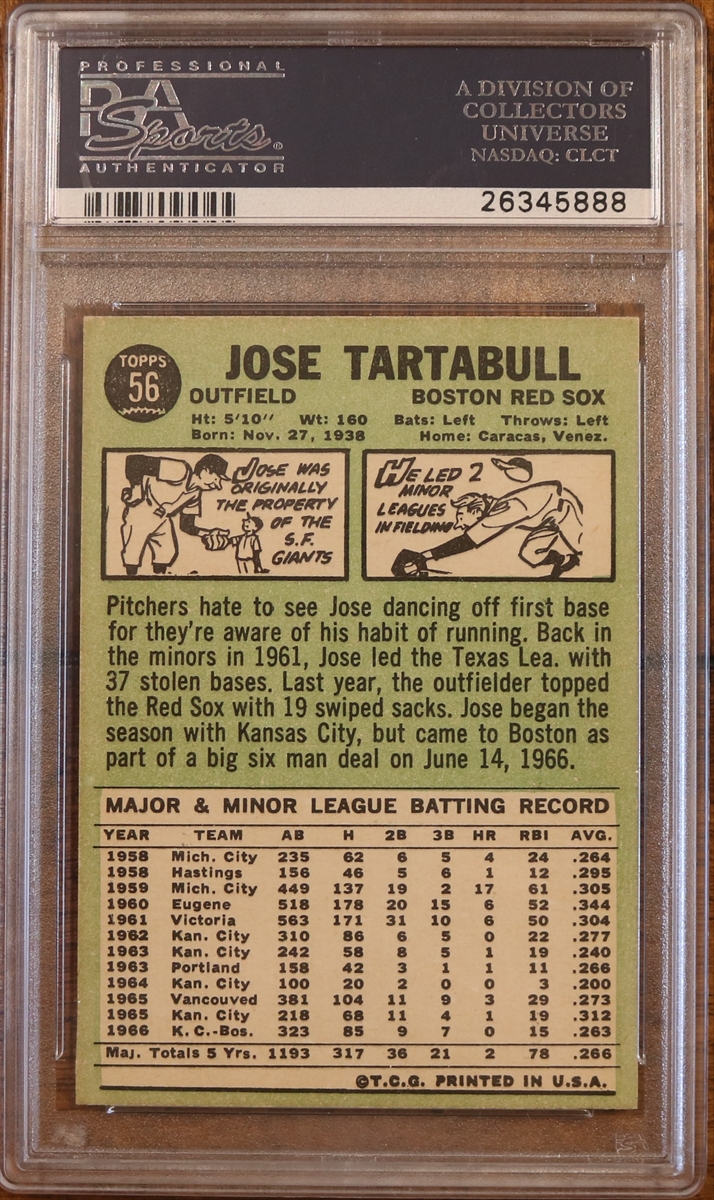 PROFESSIONAL
PSA
Sports®
AUTHENTICATOR
A DIVISION OF
COLLECTORS
UNIVERSE
NASDAQ: CLCT
26345888
TOPPS
56
JOSE TARTABULL
OUTFIELD BOSTON RED SOX
Ht: 5'10" Wt: 160 Bats: Left Throws: Left
Born: Nov. 27, 1938 Home: Caracas, Venez.
JOSE WAS
ORIGINALLY
THE PROPERTY
OF THE
S.F.
GIANTS
HE LED 2
MINOR
LEAGUES
IN FIELDING
Pitchers hate to see Jose dancing off first base
for they're aware of his habit of running. Back in
the minors in 1961, Jose led the Texas Lea. with
37 stolen bases. Last year, the outfielder topped
the Red Sox with 19 swiped sacks. Jose began the
season with Kansas City, but came to Boston as
part of a big six man deal on June 14, 1966.
MAJOR & MINOR LEAGUE BATTING RECORD
YEAR TEAM AB H 2B 3B HR RBI AVG.
1958 Mich. City 235 62 6 5 4 24 .264
1958 Hastings 156 46 5 6 1 12 .295
1959 Mich. City 449 137 19 2 17 61 .305
1960 Eugene 518 178 20 15 6 52 .344
1961 Victoria 563 171 31 10 6 50 .304
1962 Kan. City 310 86 6 5 0 22 .277
1963 Kan. City 242 58 8 5 1 19 .240
1963 Portland 158 42 3 1 1 11 .266
1964 Kan. City 100 20 2 0 0 3 .200
1965 Vancouved 381 104 11 9 3 29 .273
1965 Kan. City 218 68 11 4 1 19 .312
1966 K.C.-Bos. 323 85 9 7 0 15 .263
Maj. Totals 5 Yrs. 1193 317 36 21 2 78 .266
©T.C.G. PRINTED IN U.S.A.